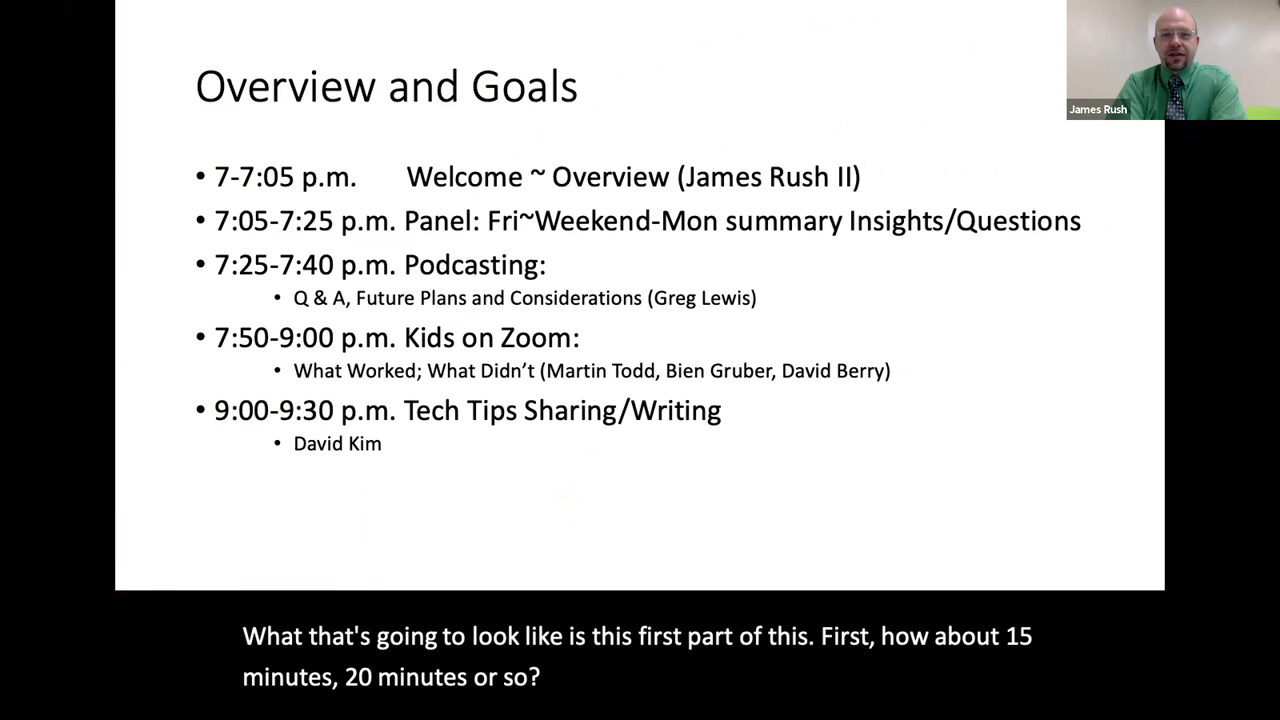 Overview and Goals
James Rush
• 7-7:05 p.m. Welcome ~ Overview (James Rush II)
• 7:05-7:25 p.m. Panel: Fri~Weekend-Mon summary Insights/Questions
• 7:25-7:40 p.m. Podcasting:
• Q & A, Future Plans and Considerations (Greg Lewis)
• 7:50-9:00 p.m. Kids on Zoom:
• What Worked; What Didn’t (Martin Todd, Bien Gruber, David Berry)
• 9:00-9:30 p.m. Tech Tips Sharing/Writing
• David Kim
What that's going to look like is this first part of this. First, how about 15
minutes, 20 minutes or so?